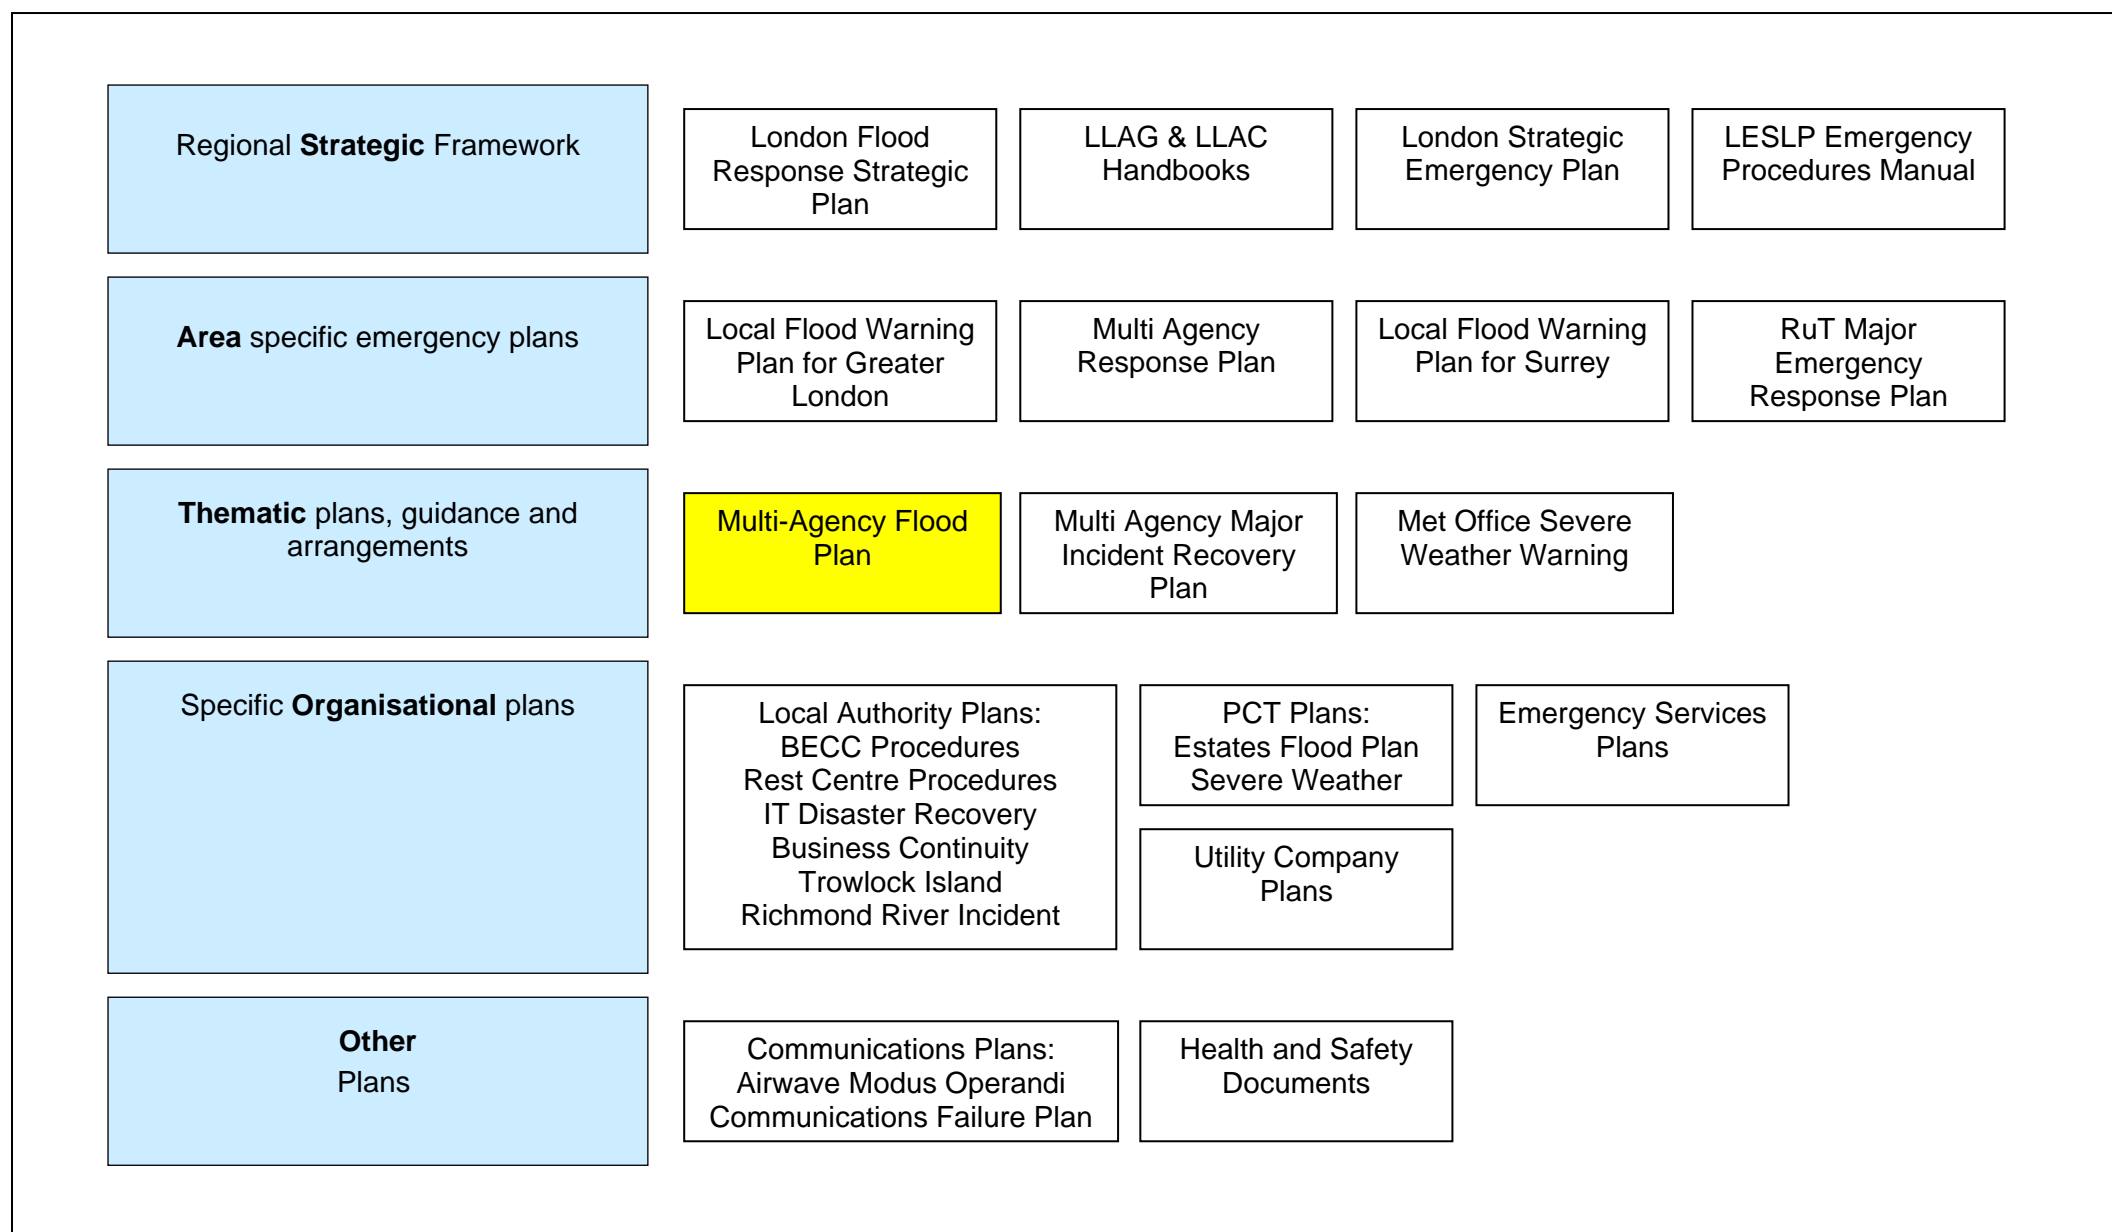 Regional Strategic Framework
London Flood
Response Strategic
Plan
LLAG & LLAC
Handbooks
London Strategic
Emergency Plan
LESLP Emergency
Procedures Manual
Area specific emergency plans
Local Flood Warning
Plan for Greater
London
Multi Agency
Response Plan
Local Flood Warning
Plan for Surrey
RuT Major
Emergency
Response Plan
Thematic plans, guidance and
arrangements
Multi-Agency Flood
Plan
Multi Agency Major
Incident Recovery
Plan
Met Office Severe
Weather Warning
Specific Organisational plans
Local Authority Plans:
BECC Procedures
Rest Centre Procedures
IT Disaster Recovery
Business Continuity
Trowlock Island
Richmond River Incident
PCT Plans:
Estates Flood Plan
Severe Weather
Emergency Services
Plans
Utility Company
Plans
Other
Plans
Communications Plans:
Airwave Modus Operandi
Communications Failure Plan
Health and Safety
Documents